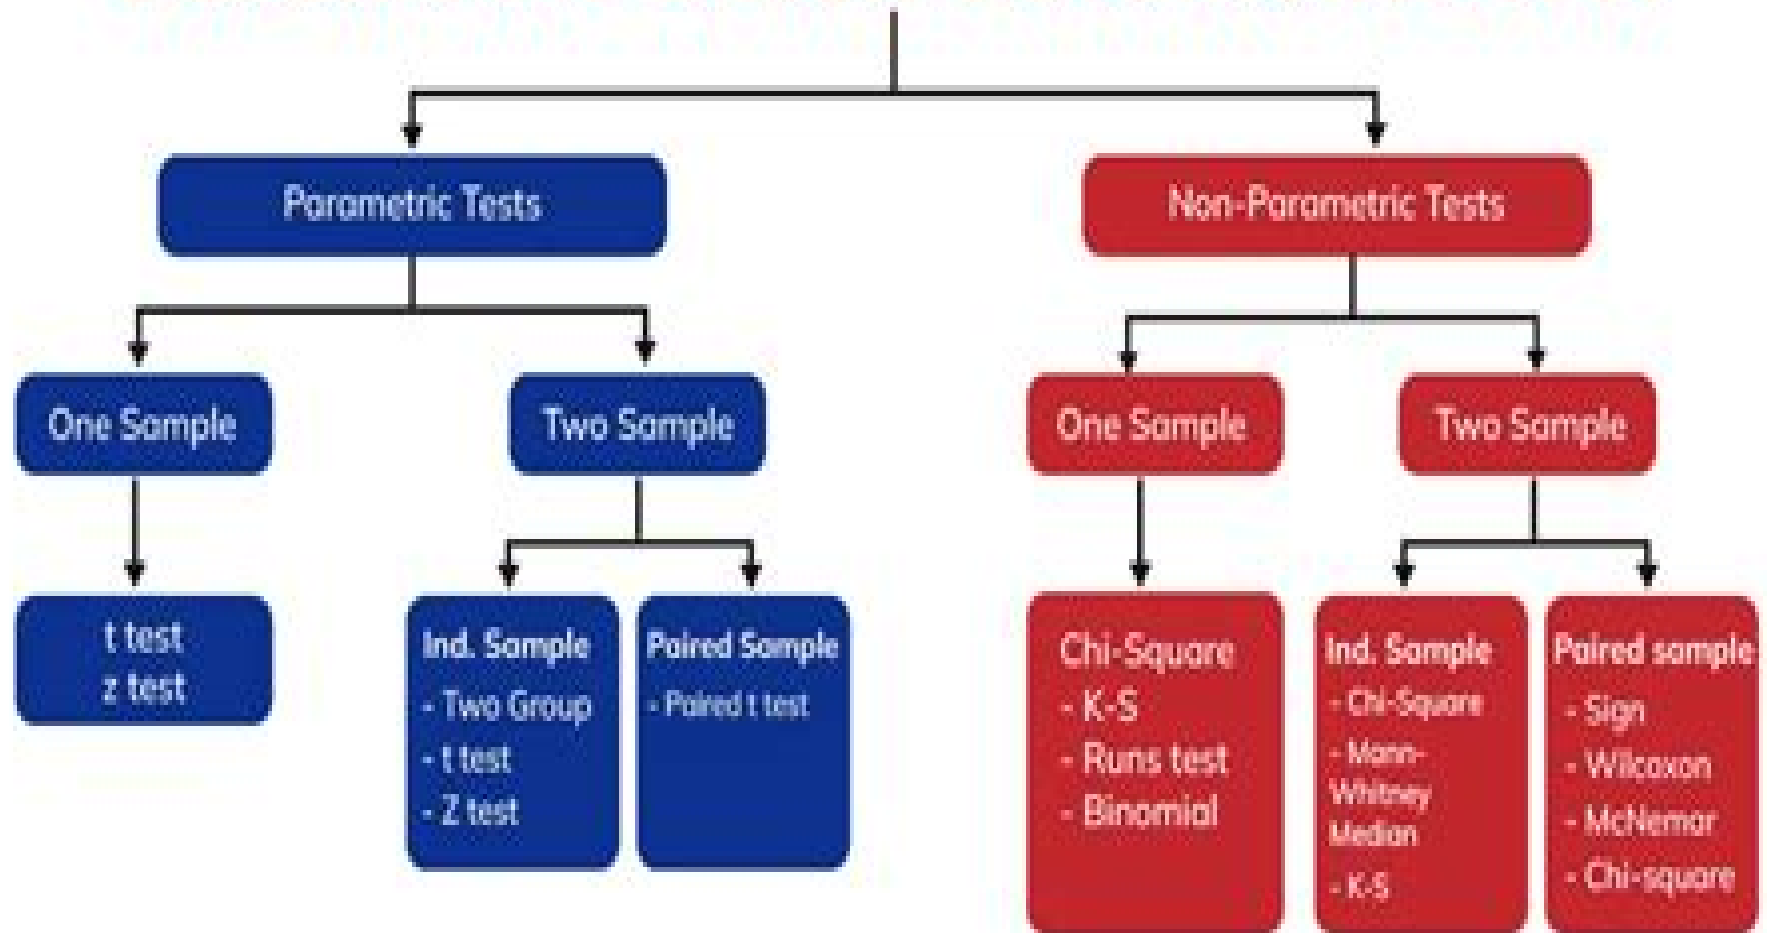 Parametric Tests
Non-Parametric Tests
One Sample
Two Sample
One Sample
Two Sample
t test
z test
Ind. Sample
- Two Group
- t test
- Z test
Paired Sample
- Paired t test
Chi-Square
- K-S
- Runs test
- Binomial
Ind. Sample
- Chi-Square
- Mann-
Whitney
Median
- K-S
Paired sample
- Sign
- Wilcoxon
- McNemar
- Chi-square